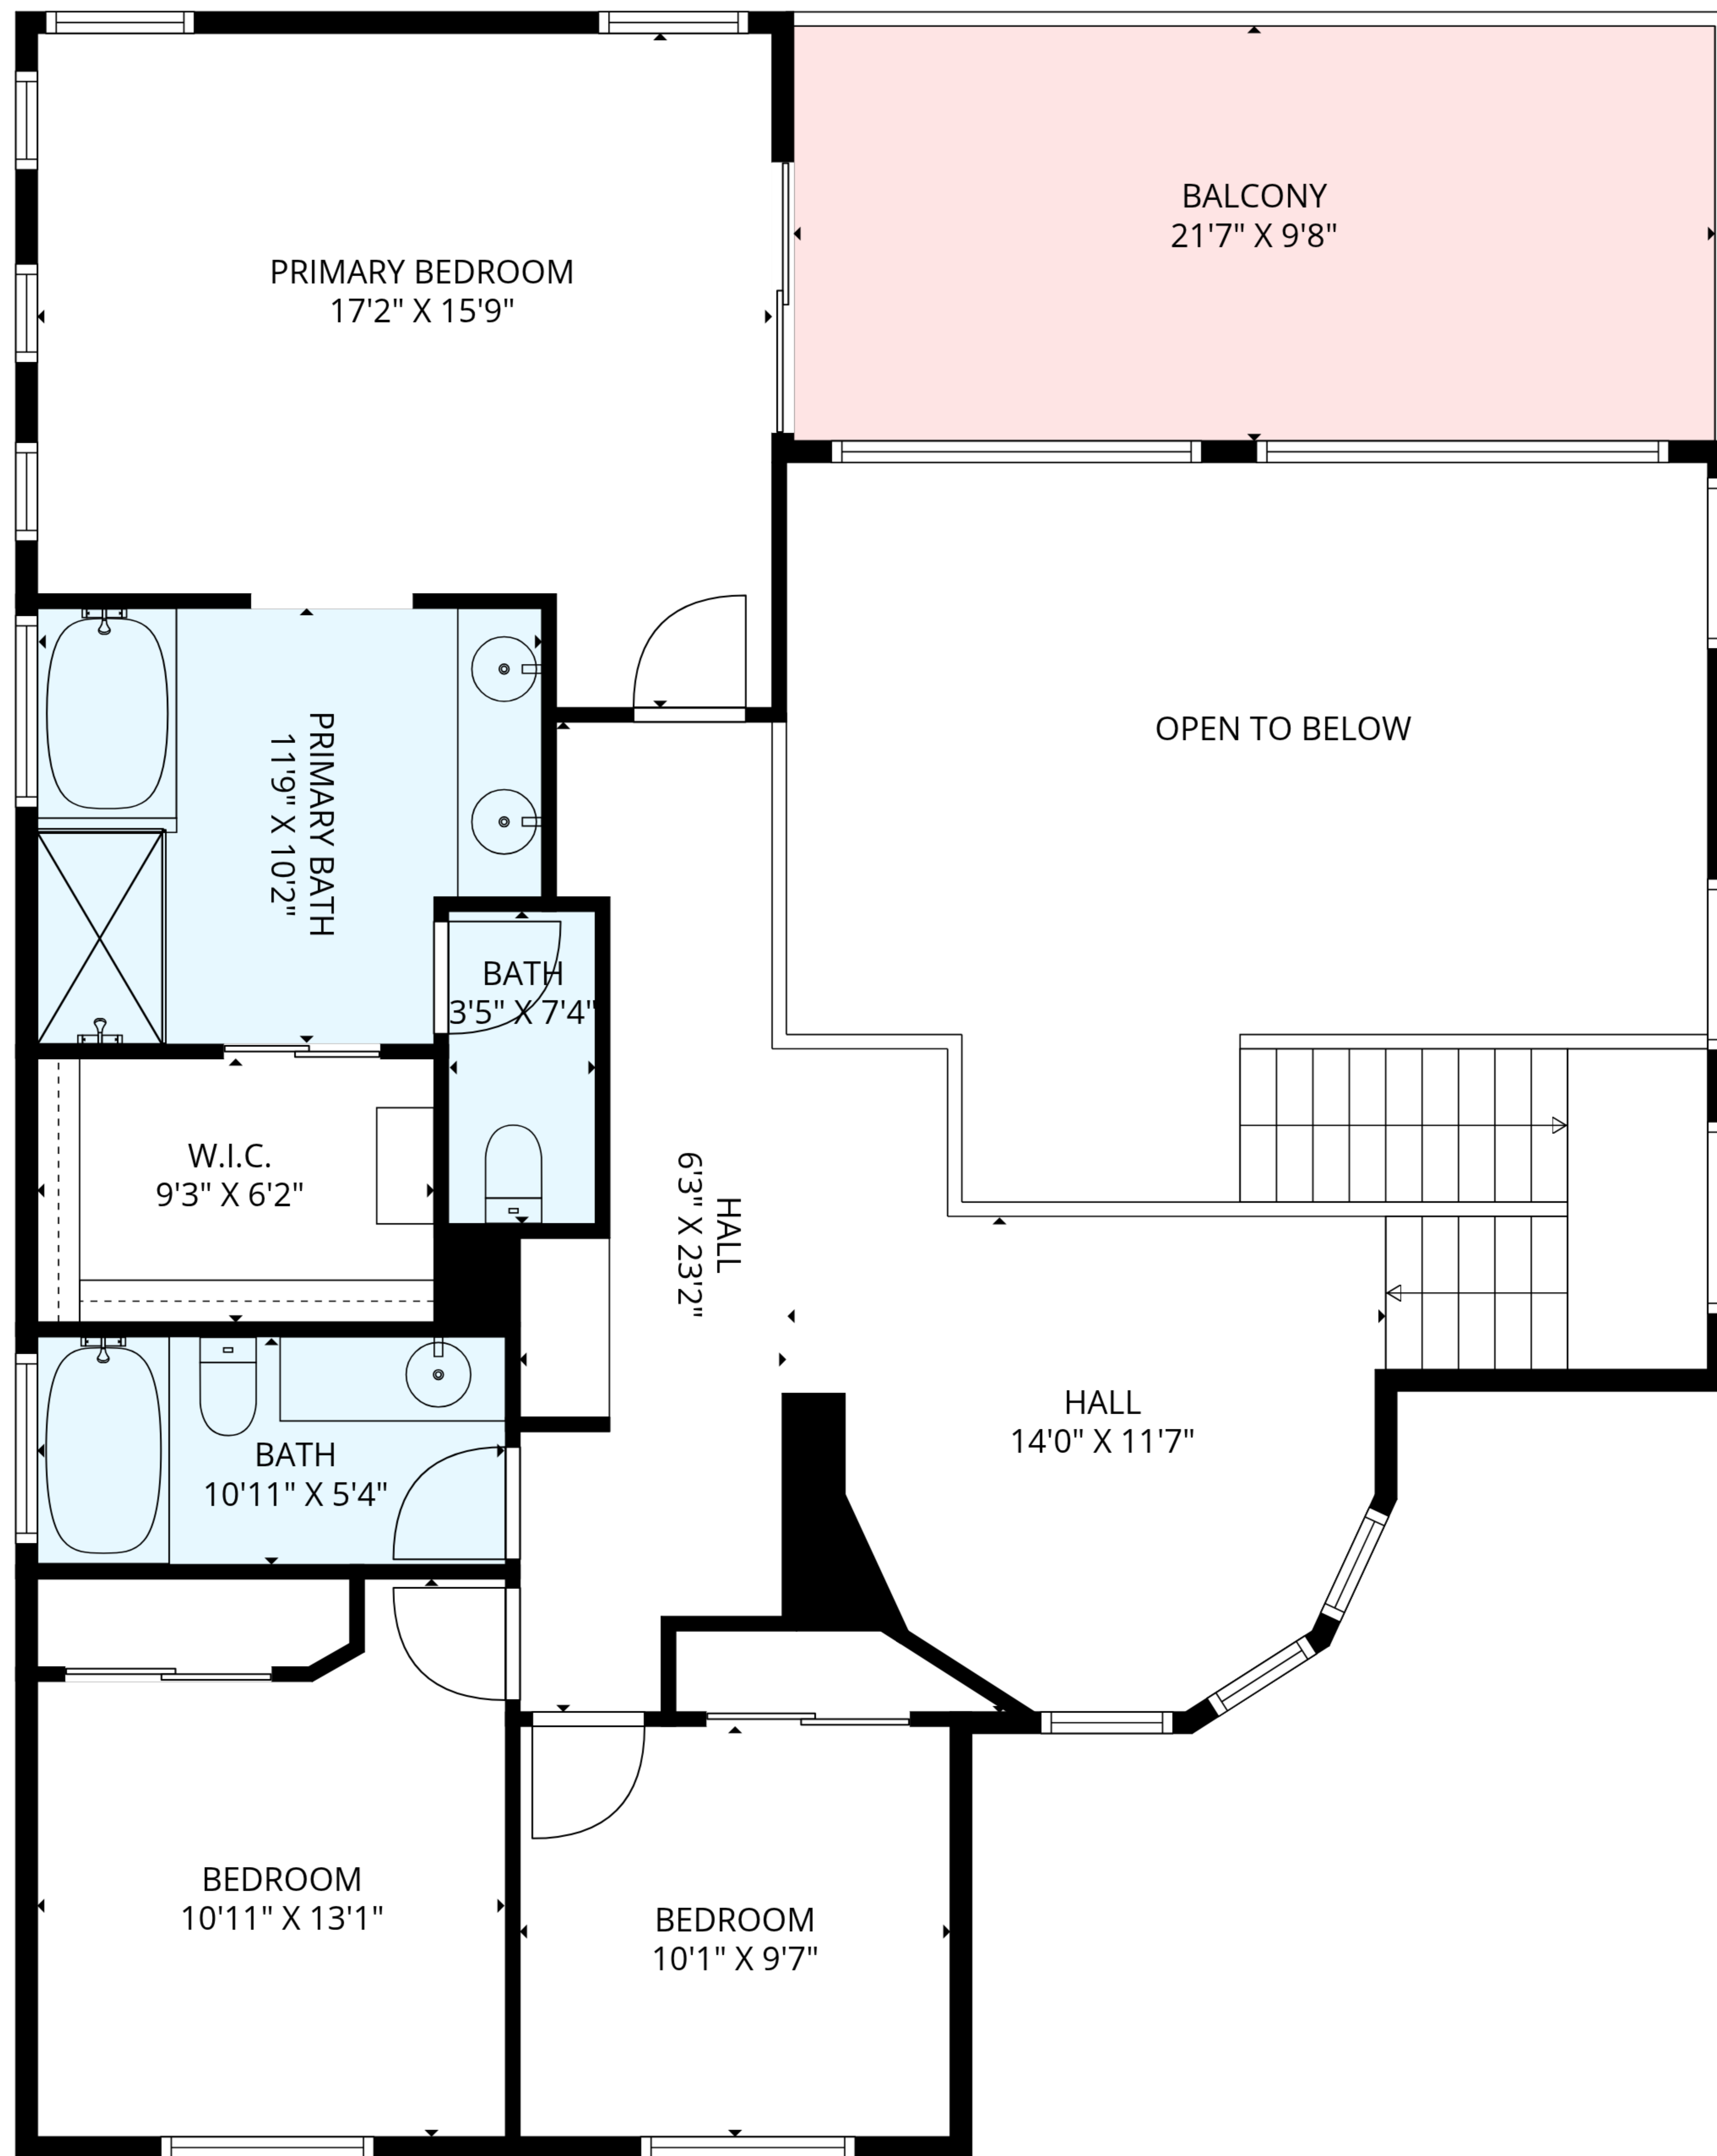 BALCONY
21'7" X 9'8"
PRIMARY BEDROOM
17'2" X 15'9"
OPEN TO BELOW
PRIMARY BATH
11'9" X 10'2"
BATH
3'5" X 7'4"
W.I.C.
9'3" X 6'2"
HALL
6'3" X 23'2"
HALL
14'0" X 11'7"
BATH
10'11" X 5'4"
BEDROOM
10'11" X 13'1"
BEDROOM
10'1" X 9'7"